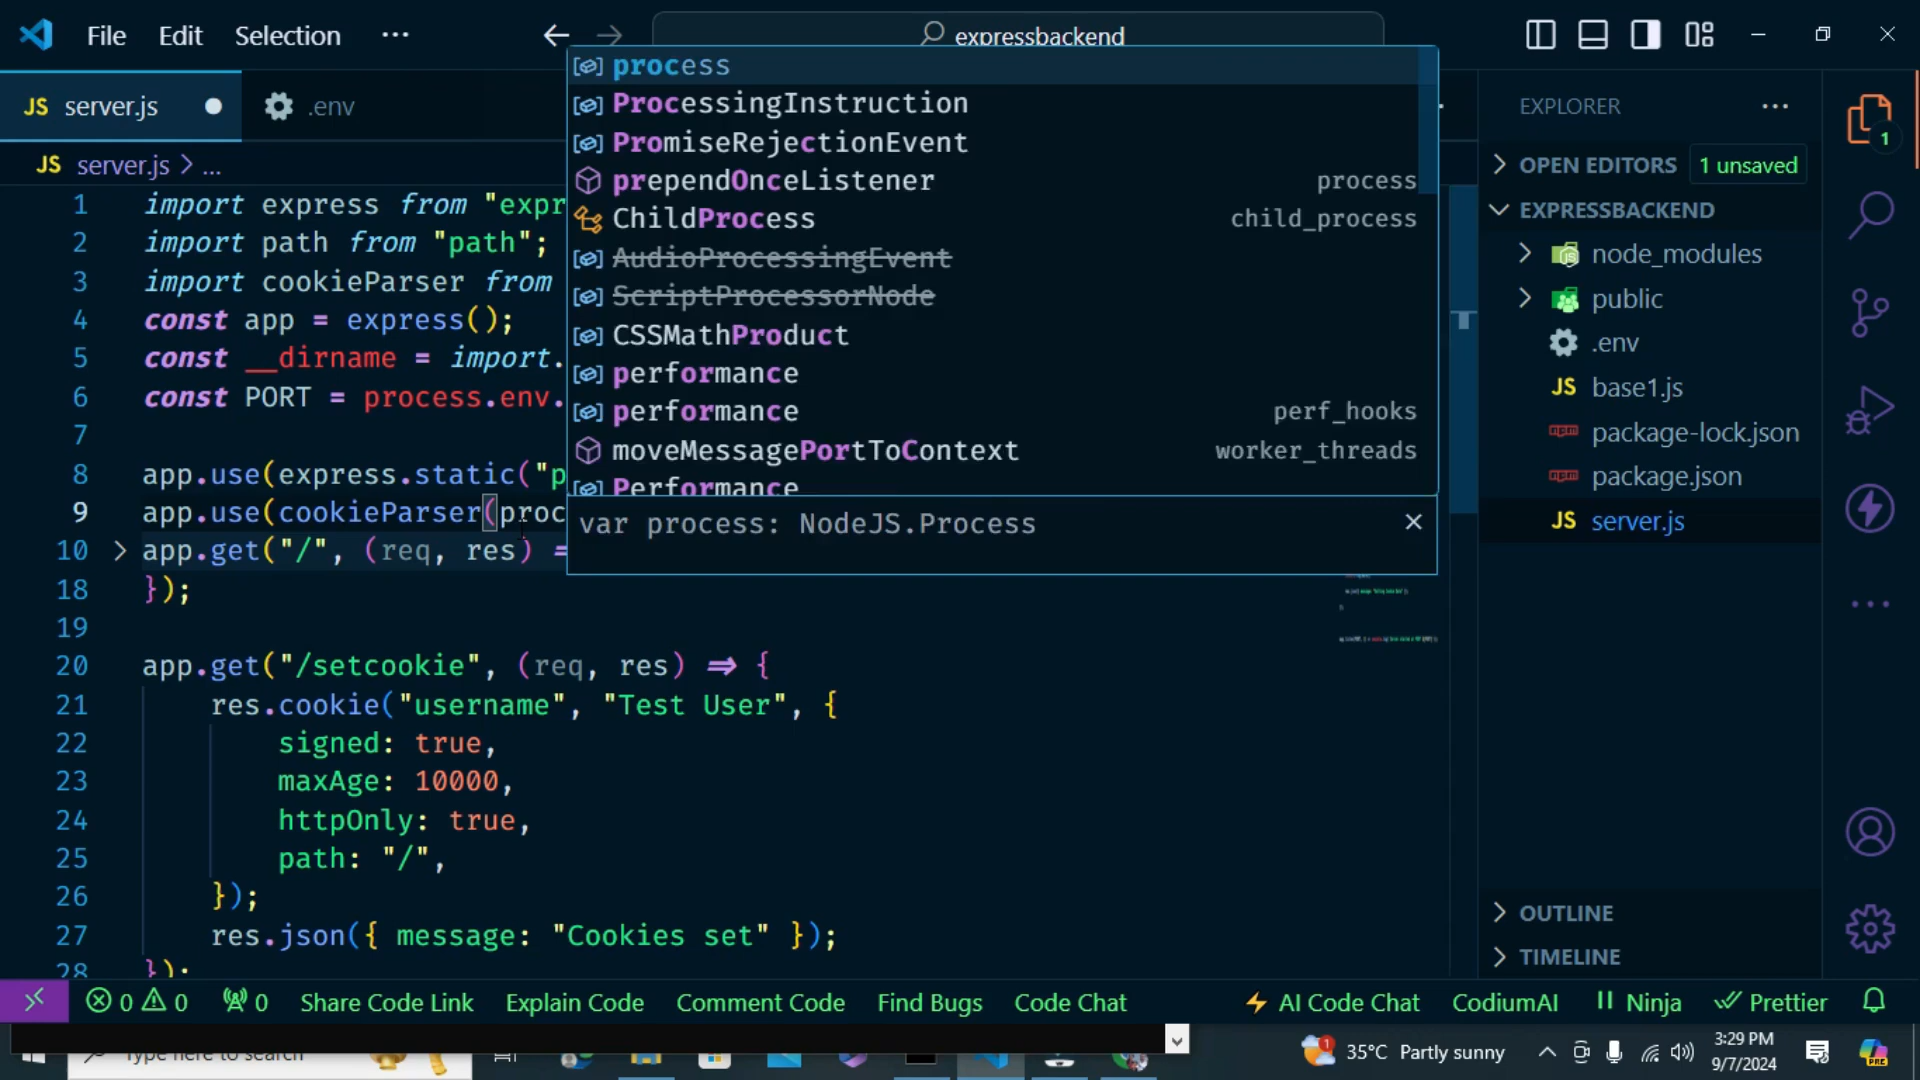 File Edit Selection ...
expressbackend
JS server.js
.env
JS server.js > ...
process
ProcessingInstruction
PromiseRejectionEvent
prependOnceListener process
ChildProcess child_process
AudioProcessingEvent
ScriptProcessorNode
CSSMathProduct
performance
performance perf_hooks
moveMessagePortToContext worker_threads
Performance
var process: NodeJS.Process
1 import express from "expr
2 import path from "path";
3 import cookieParser from
4 const app = express();
5 const __dirname = import.
6 const PORT = process.env.
7
8 app.use(express.static("p
9 app.use(cookieParser(proc
10 app.get("/", (req, res) =
18 });
19
20 app.get("/setcookie", (req, res) => {
21 res.cookie("username", "Test User", {
22 signed: true,
23 maxAge: 10000,
24 httpOnly: true,
25 path: "/",
26 });
27 res.json({ message: "Cookies set" });
28 });
EXPLORER ...
1
OPEN EDITORS 1 unsaved
EXPRESSBACKEND
node_modules
public
.env
JS base1.js
package-lock.json
package.json
JS server.js
OUTLINE
TIMELINE
0 0 0 Share Code Link Explain Code Comment Code Find Bugs Code Chat AI Code Chat CodiumAI Ninja Prettier
Type here to search
1 35°C Partly sunny
3:29 PM
9/7/2024
PRE